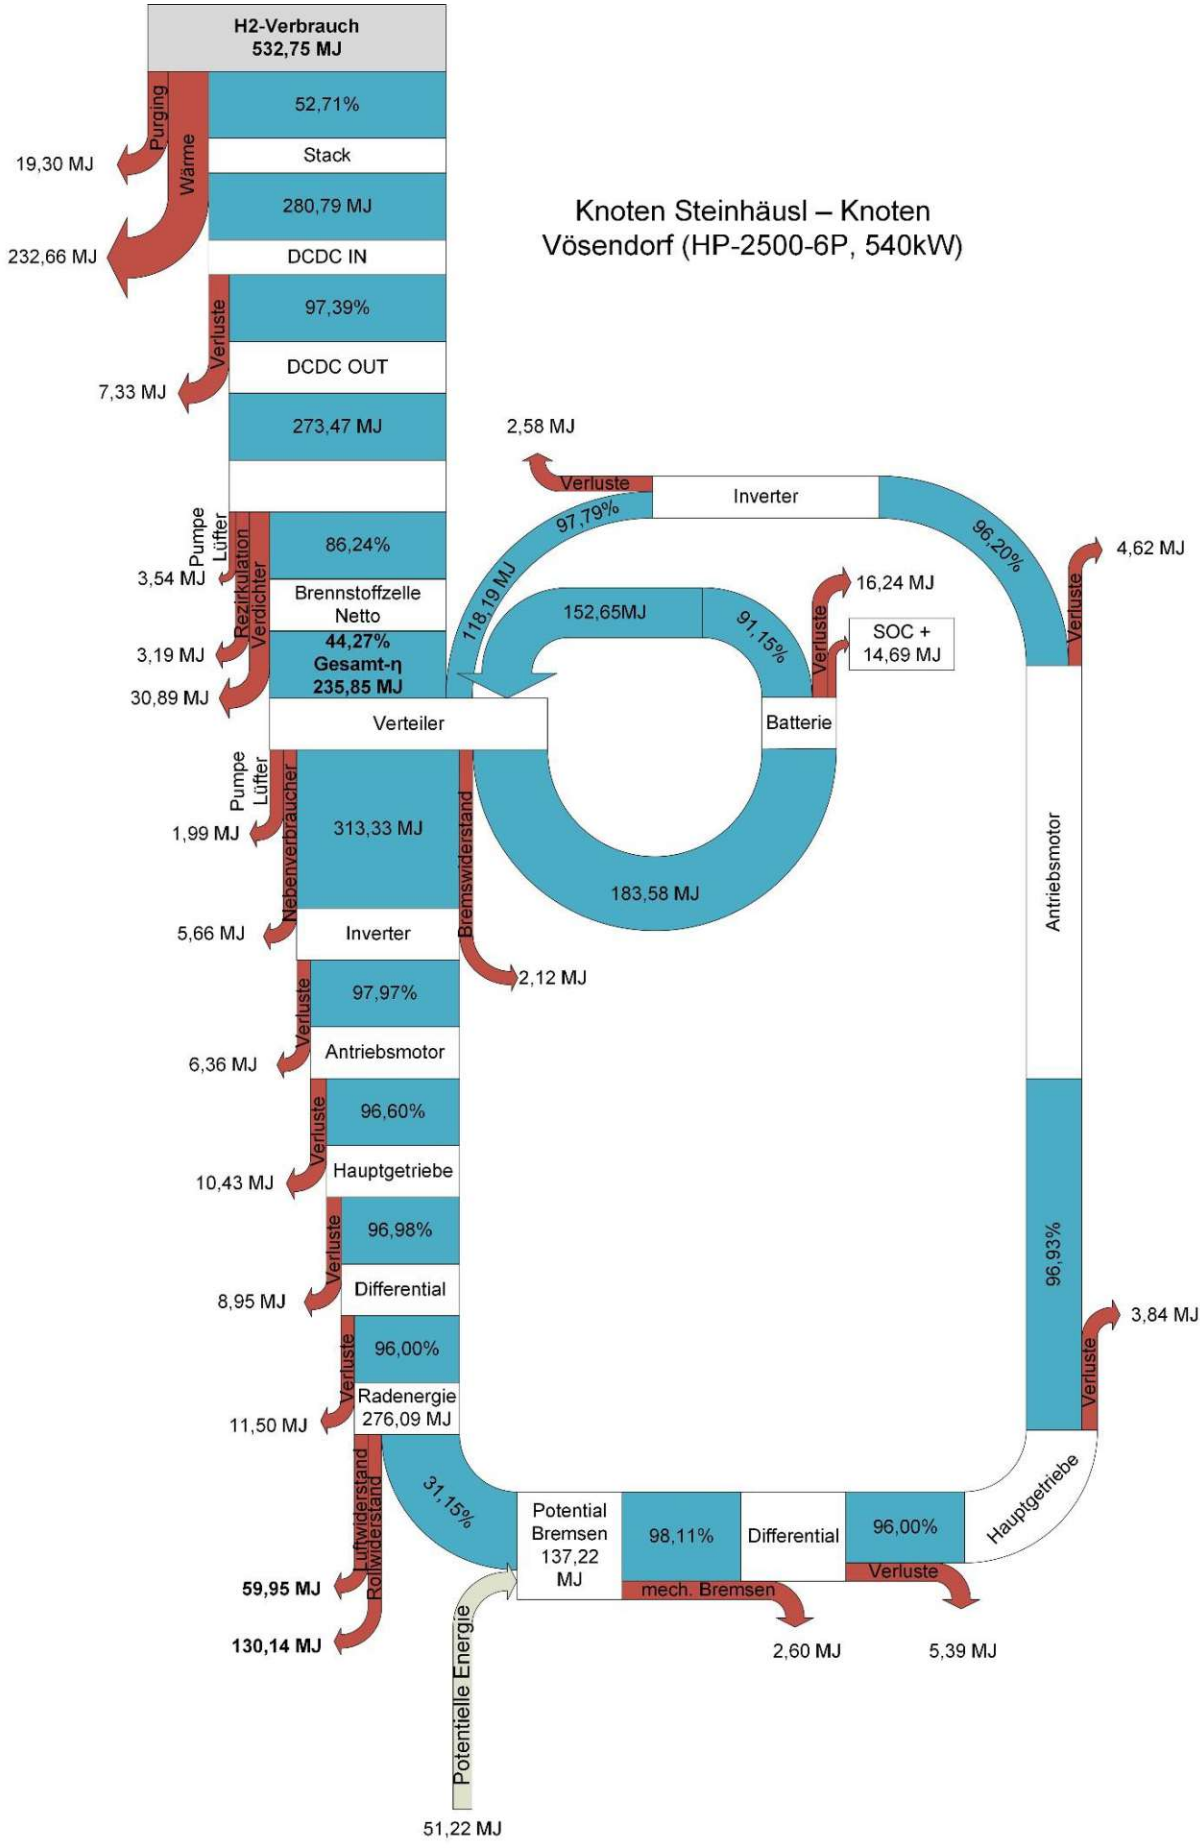 H2-Verbrauch
532,75 MJ
Purging
Wärme
52,71%
Stack
19,30 MJ
280,79 MJ
232,66 MJ
DCDC IN
Knoten Steinhäusl – Knoten
Vösendorf (HP-2500-6P, 540kW)
Verluste
97,39%
DCDC OUT
7,33 MJ
273,47 MJ
Pumpe
Lüfter
Rezirkulation
Verdichter
86,24%
3,54 MJ
Brennstoffzelle
Netto
3,19 MJ
44,27%
Gesamt-η
235,85 MJ
30,89 MJ
Verteiler
2,58 MJ
Verluste
Inverter
97,79%
118,19 MJ
96,20%
4,62 MJ
Verluste
152,65MJ
91,15%
Verluste
16,24 MJ
SOC +
14,69 MJ
Batterie
183,58 MJ
Antriebsmotor
Pumpe
Lüfter
Nebenverbraucher
313,33 MJ
Bremswiderstand
1,99 MJ
5,66 MJ
Inverter
2,12 MJ
Verluste
97,97%
6,36 MJ
Antriebsmotor
Verluste
96,60%
10,43 MJ
Hauptgetriebe
Verluste
96,98%
8,95 MJ
Differential
Verluste
96,00%
11,50 MJ
Radenergie
276,09 MJ
96,93%
Verluste
3,84 MJ
Luftwiderstand
Rollwiderstand
31,15%
59,95 MJ
130,14 MJ
Potential
Bremsen
137,22
MJ
98,11%
mech. Bremsen
Differential
96,00%
Verluste
Hauptgetriebe
2,60 MJ
5,39 MJ
Potentielle Energie
51,22 MJ